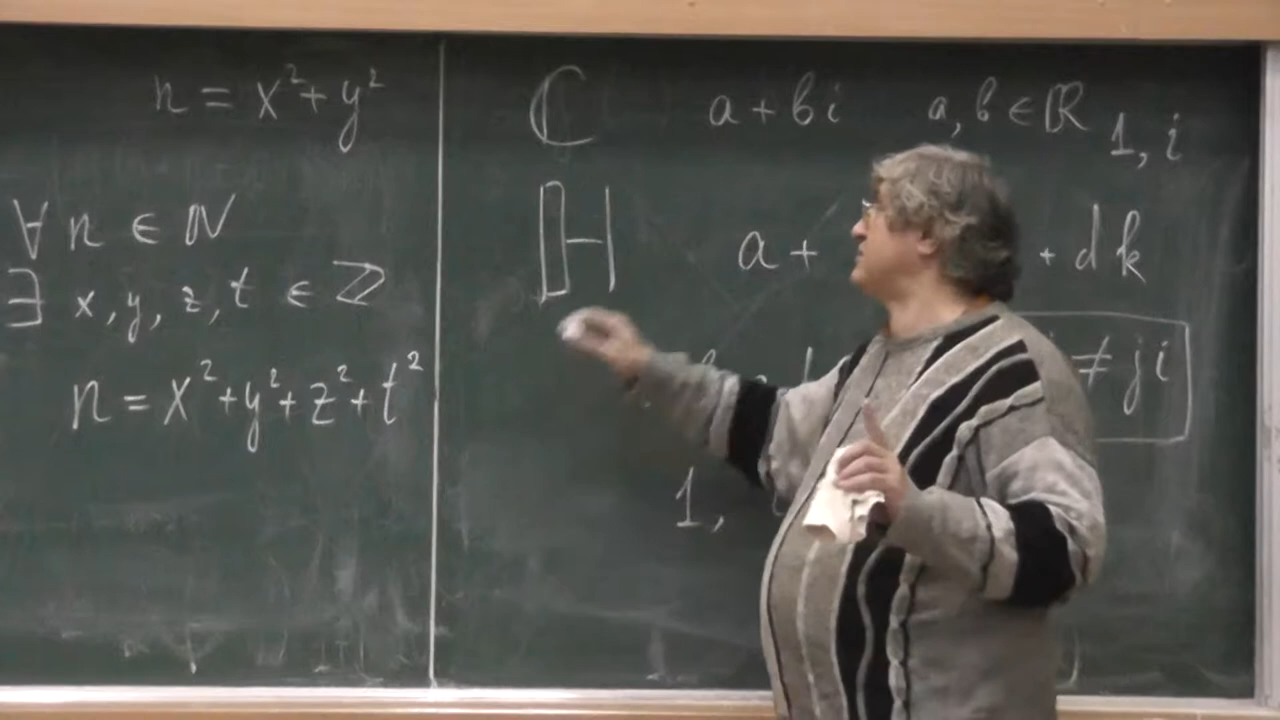 n = x² + y²
∀ n ∈ ℕ
∃ x, y, z, t ∈ ℤ
n = x² + y² + z² + t²
ℂ a + bi a, b ∈ ℝ 1, i
ℍ a + + dk
≠ ji
1,